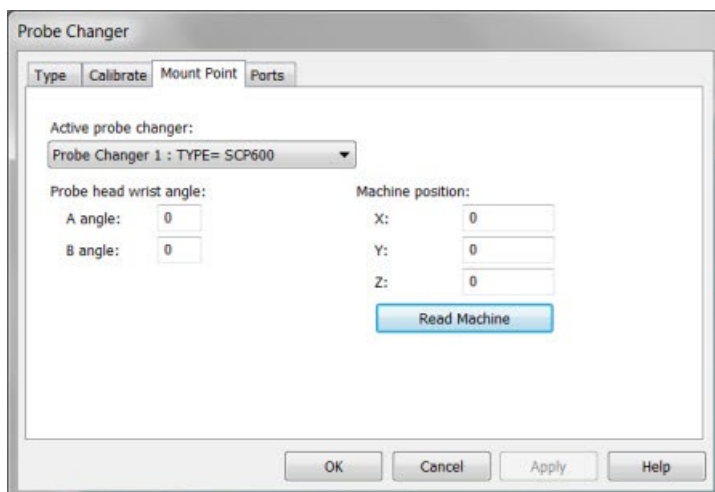 Probe Changer
Type Calibrate Mount Point Ports
Active probe changer:
Probe Changer 1 : TYPE= SCP600
Probe head wrist angle: Machine position:
A angle: 0 X: 0
B angle: 0 Y: 0
Z: 0
Read Machine
OK Cancel Apply Help